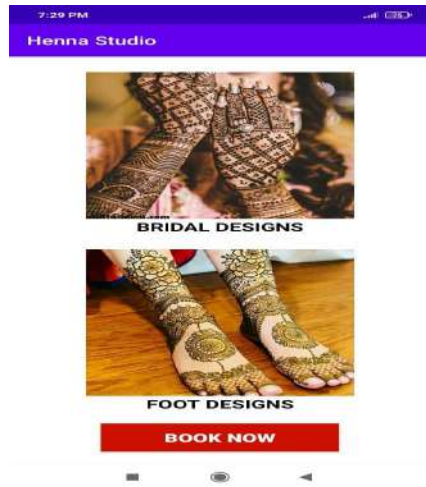 7:29 PM
Henna Studio
BRIDAL DESIGNS
FOOT DESIGNS
BOOK NOW